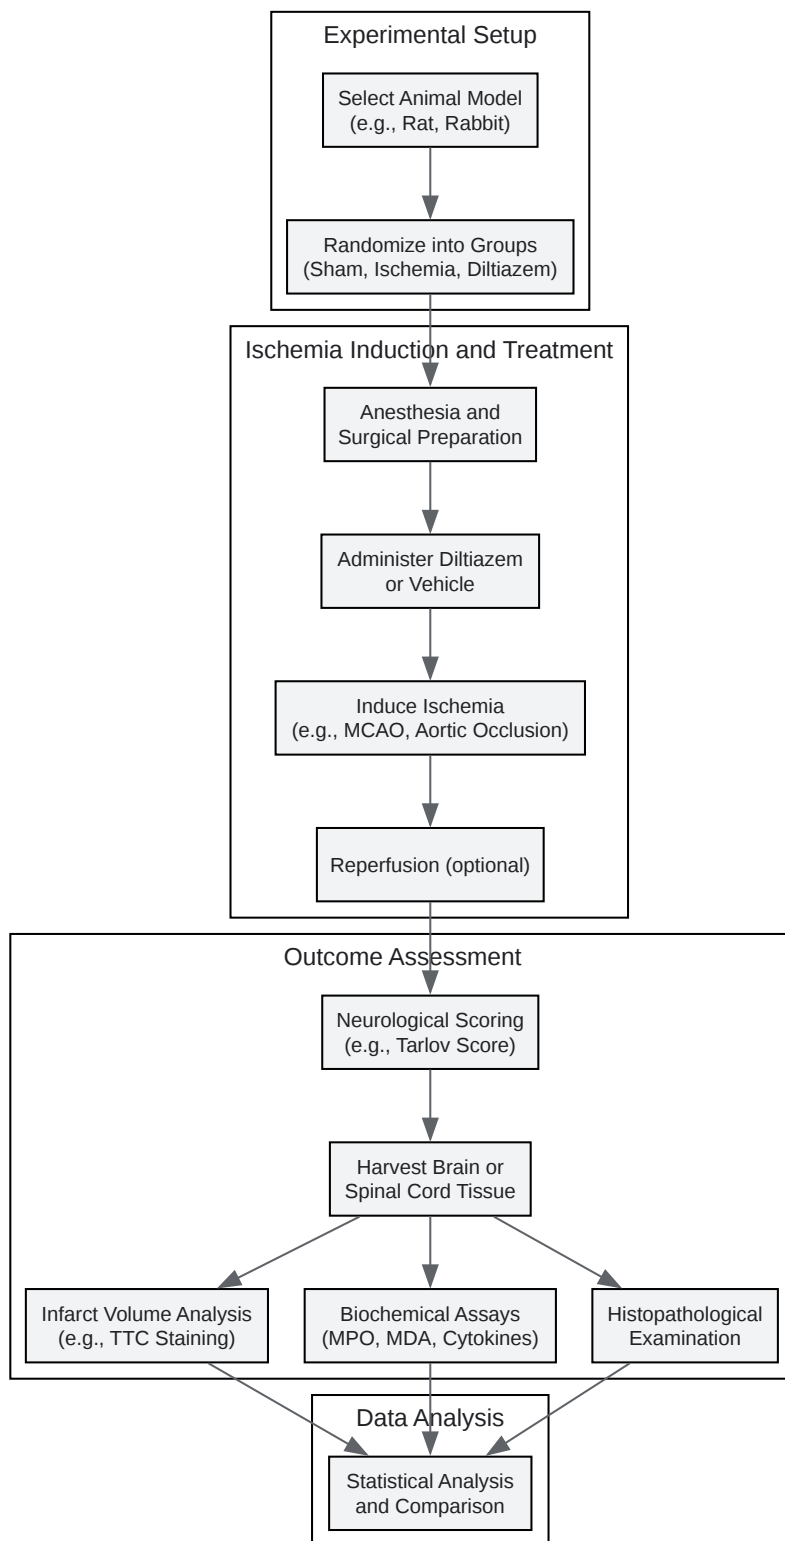 Experimental Setup
Select Animal Model
(e.g., Rat, Rabbit)
Randomize into Groups
(Sham, Ischemia, Diltiazem)
Ischemia Induction and Treatment
Anesthesia and
Surgical Preparation
Administer Diltiazem
or Vehicle
Induce Ischemia
(e.g., MCAO, Aortic Occlusion)
Reperfusion (optional)
Outcome Assessment
Neurological Scoring
(e.g., Tarlov Score)
Harvest Brain or
Spinal Cord Tissue
Infarct Volume Analysis
(e.g., TTC Staining)
Biochemical Assays
(MPO, MDA, Cytokines)
Histopathological
Examination
Data Analysis
Statistical Analysis
and Comparison